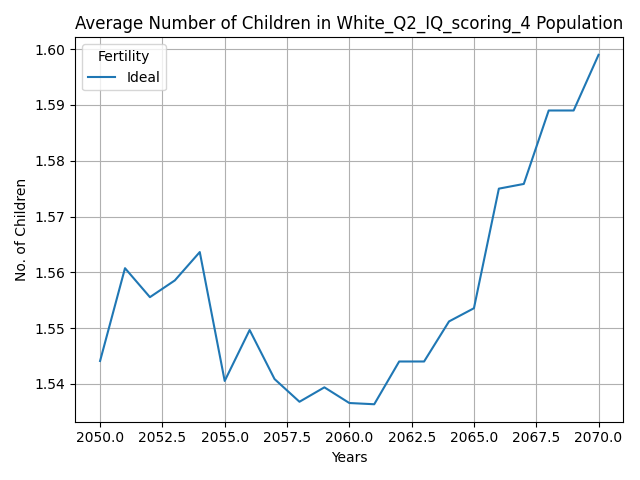 Average Number of Children in White_Q2_IQ_scoring_4 Population
Fertility
Ideal
No. of Children
1.60
1.59
1.58
1.57
1.56
1.55
1.54
2050.0 2052.5 2055.0 2057.5 2060.0 2062.5 2065.0 2067.5 2070.0
Years